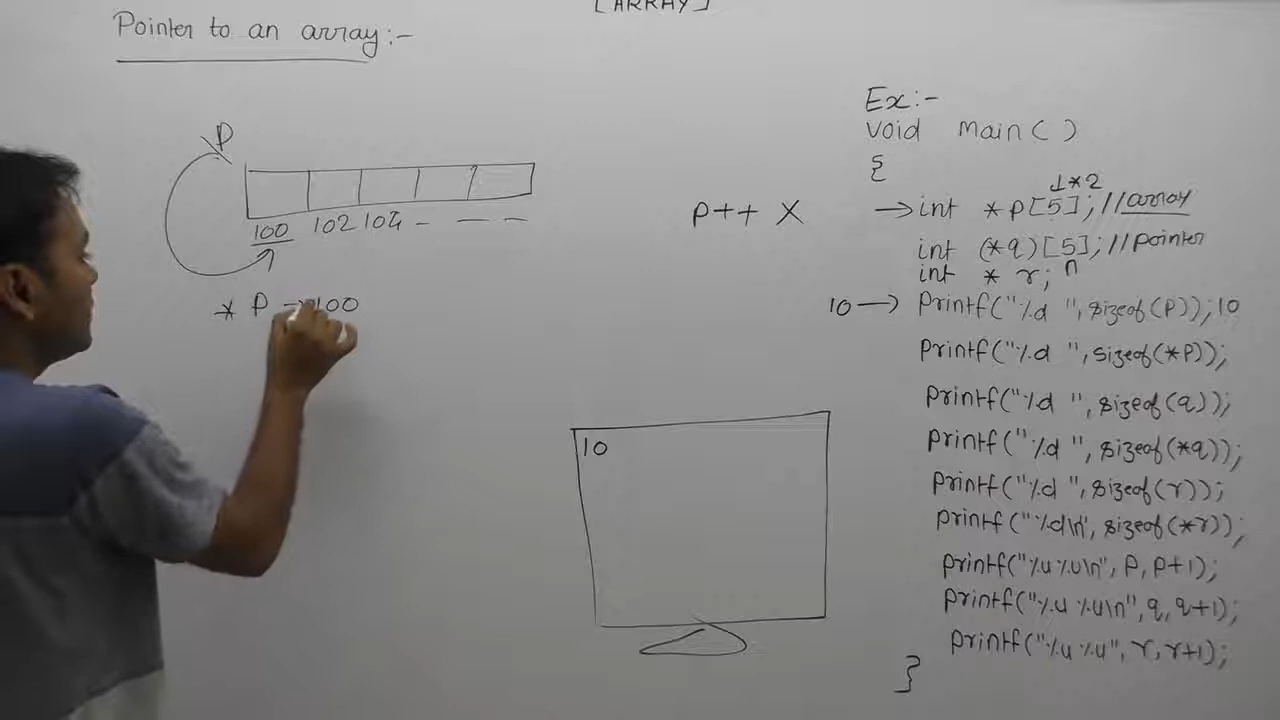 [ARRAY]
Pointer to an array:-
P
100 102 104 - - - -
* P → 100
P++ X
10
Ex:-
void main( )
{
1*2
→ int *p[5]; //array
int (*q)[5]; //pointer
int * r;
10 → Printf("%d ", sizeof(P)); 10
Printf("%d ", sizeof(*P));
Printf("%d ", sizeof(q));
Printf("%d ", sizeof(*q));
Printf("%d ", sizeof(r));
Printf("%d\n", sizeof(*r));
Printf("%u %u\n", P, P+1);
Printf("%u %u\n", q, q+1);
Printf("%u %u", r, r+1);
}